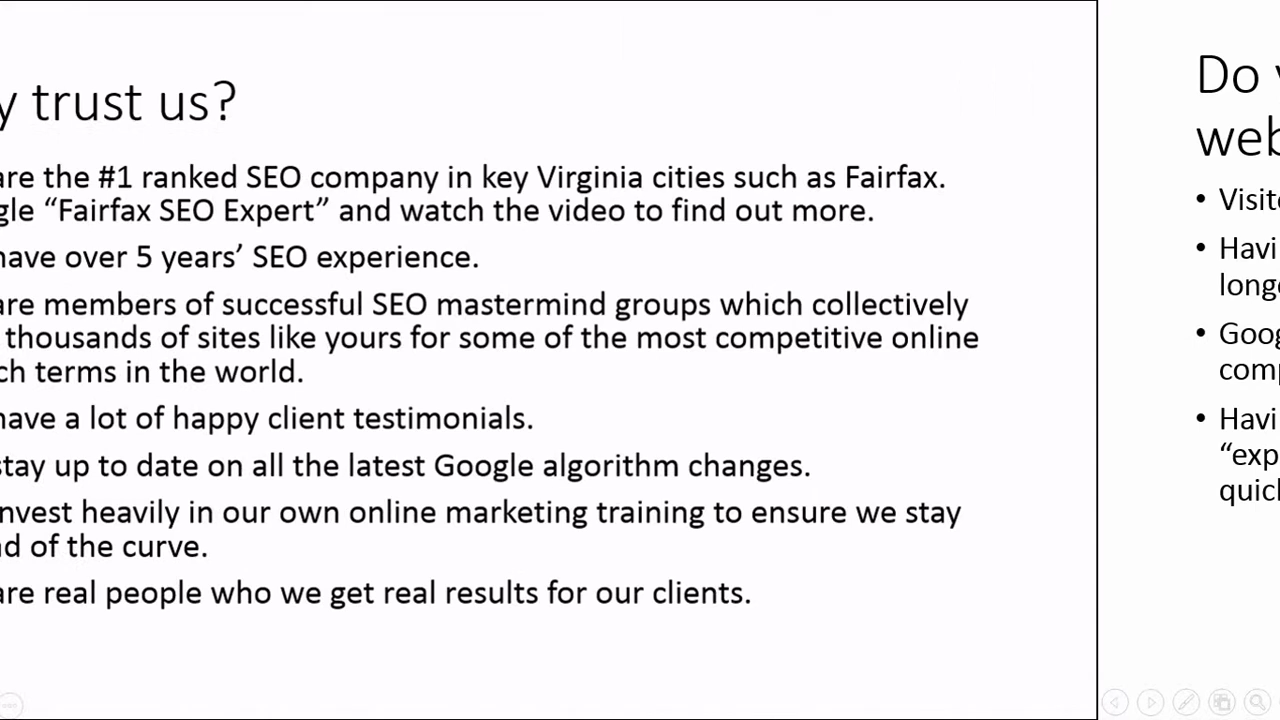 y trust us?
are the #1 ranked SEO company in key Virginia cities such as Fairfax.
gle “Fairfax SEO Expert” and watch the video to find out more.
have over 5 years’ SEO experience.
are members of successful SEO mastermind groups which collectively
thousands of sites like yours for some of the most competitive online
ch terms in the world.
have a lot of happy client testimonials.
stay up to date on all the latest Google algorithm changes.
nvest heavily in our own online marketing training to ensure we stay
d of the curve.
are real people who we get real results for our clients.
Do
web
• Visit
• Havi
long
• Goog
comp
• Havi
“exp
quick